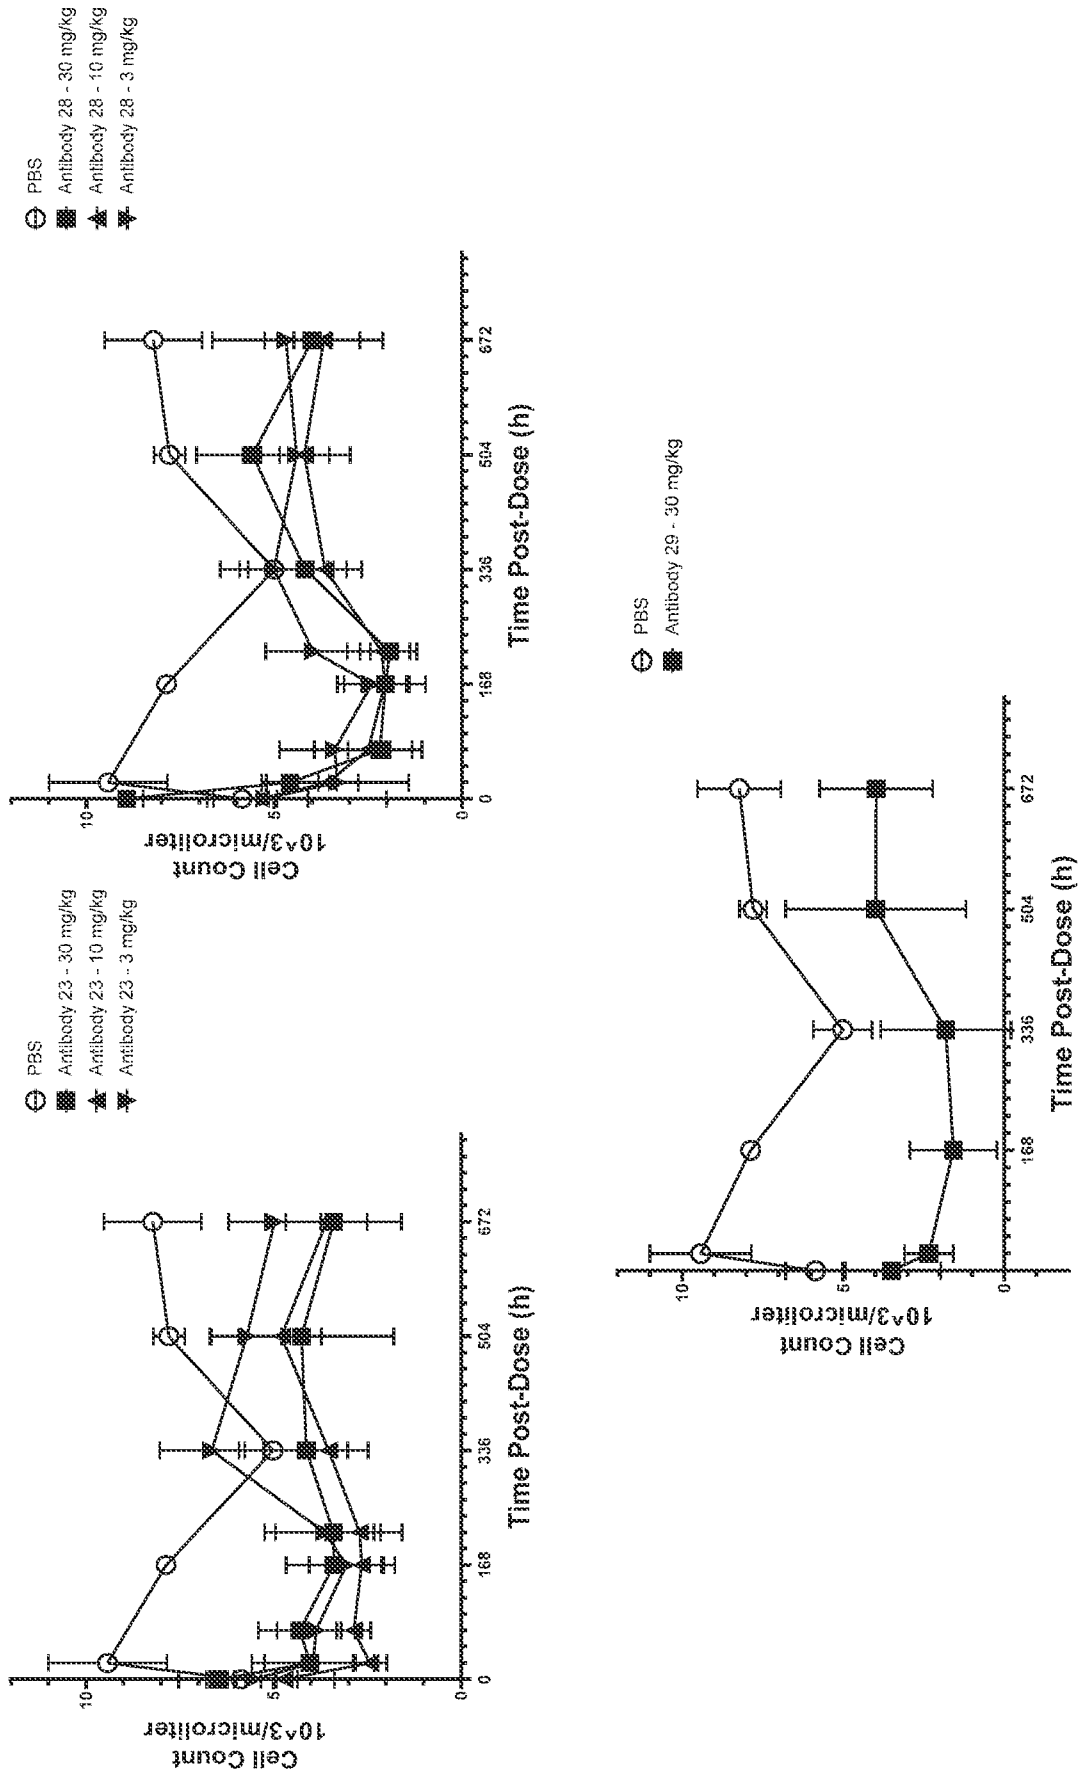 PBS
Antibody 23 - 30 mg/kg
Antibody 23 - 10 mg/kg
Antibody 23 - 3 mg/kg
Cell Count
10^3/microliter
10
5
0
0
168
336
504
672
Time Post-Dose (h)
PBS
Antibody 28 - 30 mg/kg
Antibody 28 - 10 mg/kg
Antibody 28 - 3 mg/kg
Cell Count
10^3/microliter
10
5
0
0
168
336
504
672
Time Post-Dose (h)
PBS
Antibody 29 - 30 mg/kg
Cell Count
10^3/microliter
10
5
0
0
168
336
504
672
Time Post-Dose (h)